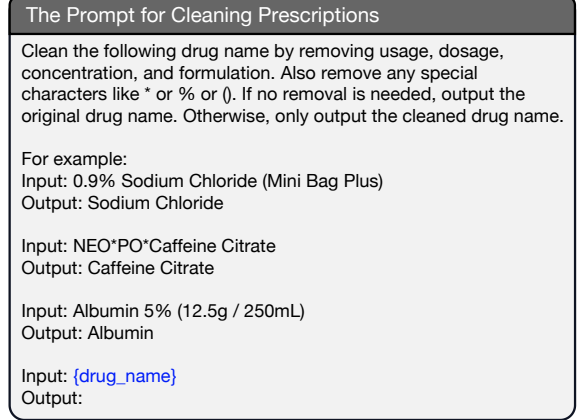 The Prompt for Cleaning Prescriptions
Clean the following drug name by removing usage, dosage,
concentration, and formulation. Also remove any special
characters like * or % or (). If no removal is needed, output the
original drug name. Otherwise, only output the cleaned drug name.
For example:
Input: 0.9% Sodium Chloride (Mini Bag Plus)
Output: Sodium Chloride
Input: NEO*PO*Caffeine Citrate
Output: Caffeine Citrate
Input: Albumin 5% (12.5g / 250mL)
Output: Albumin
Input: {drug_name}
Output: